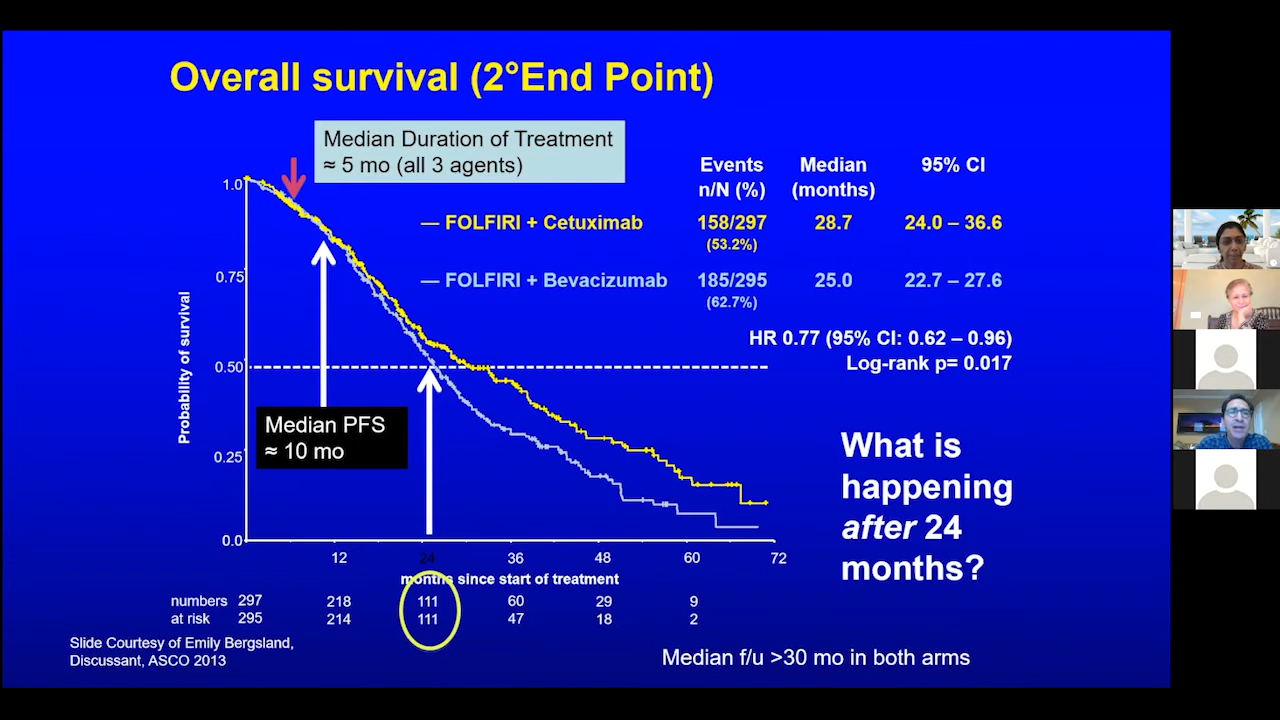 Overall survival (2°End Point)
Median Duration of Treatment
≈ 5 mo (all 3 agents)
Events
n/N (%)
Median
(months)
95% CI
— FOLFIRI + Cetuximab 158/297 28.7 24.0 – 36.6
(53.2%)
— FOLFIRI + Bevacizumab 185/295 25.0 22.7 – 27.6
(62.7%)
HR 0.77 (95% CI: 0.62 – 0.96)
Log-rank p= 0.017
Probability of survival
1.0
0.75
0.50
0.25
0.0
Median PFS
≈ 10 mo
What is
happening
after 24
months?
12 24 36 48 60 72
months since start of treatment
numbers 297 218 111 60 29 9
at risk 295 214 111 47 18 2
Slide Courtesy of Emily Bergsland,
Discussant, ASCO 2013
Median f/u >30 mo in both arms